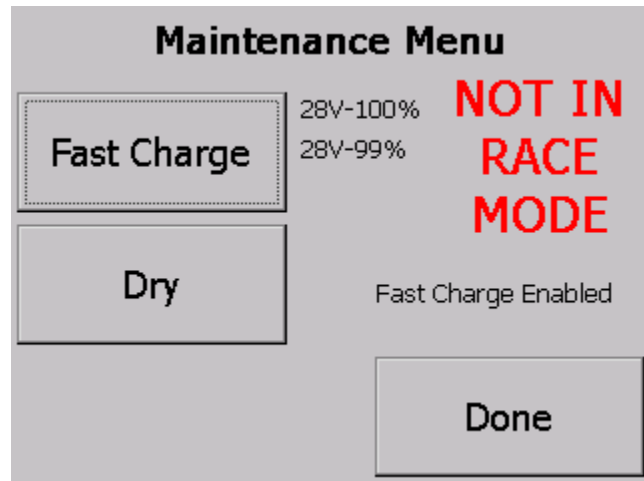 Maintenance Menu
Fast Charge
28V-100%
28V-99%
NOT IN
RACE
MODE
Dry
Fast Charge Enabled
Done